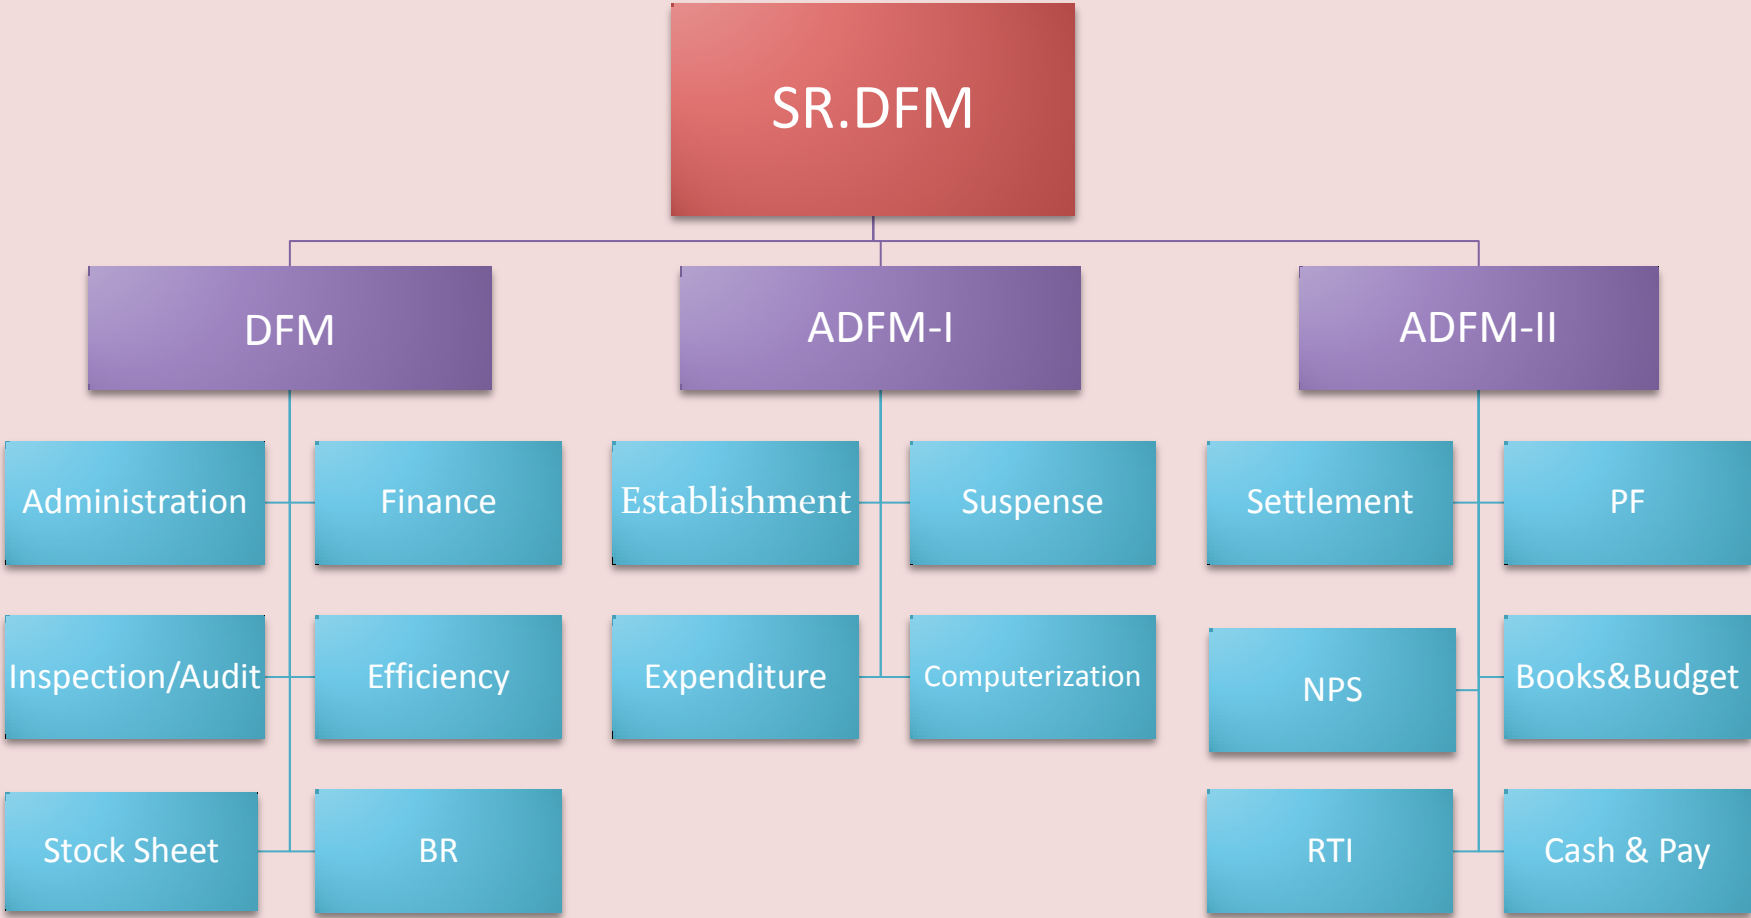 SR.DFM
DFM
ADFM-I
ADFM-II
Administration
Finance
Establishment
Suspense
Settlement
PF
Inspection/Audit
Efficiency
Expenditure
Computerization
NPS
Books&Budget
Stock Sheet
BR
RTI
Cash & Pay